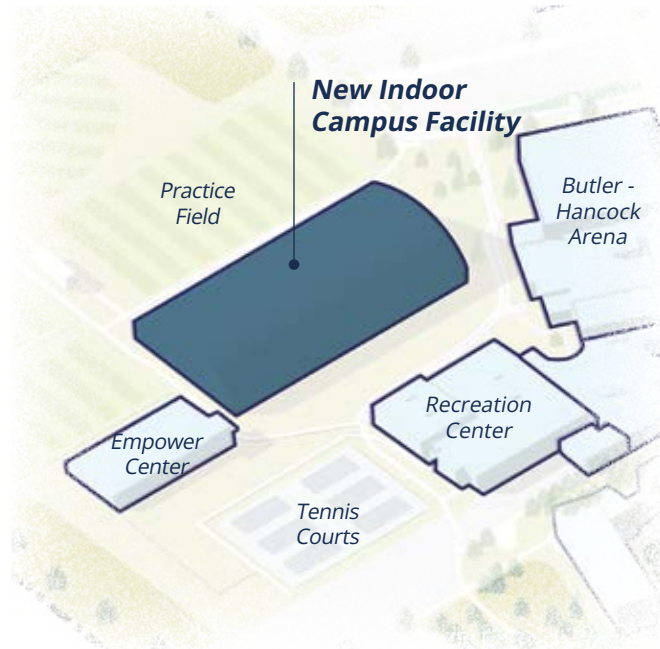 New Indoor
Campus Facility
Practice
Field
Butler -
Hancock
Arena
Recreation
Center
Empower
Center
Tennis
Courts